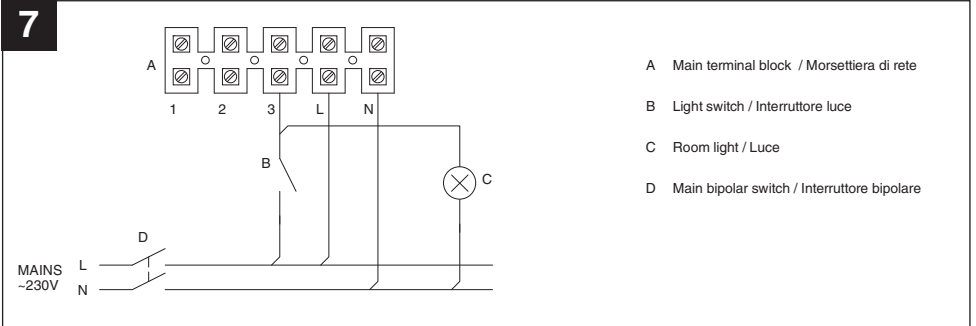 7
A
1 2 3 L N
A Main terminal block / Morsettiera di rete
B Light switch / Interruttore luce
C Room light / Luce
D Main bipolar switch / Interruttore bipolare
B
C
D
MAINS
~230V
L
N